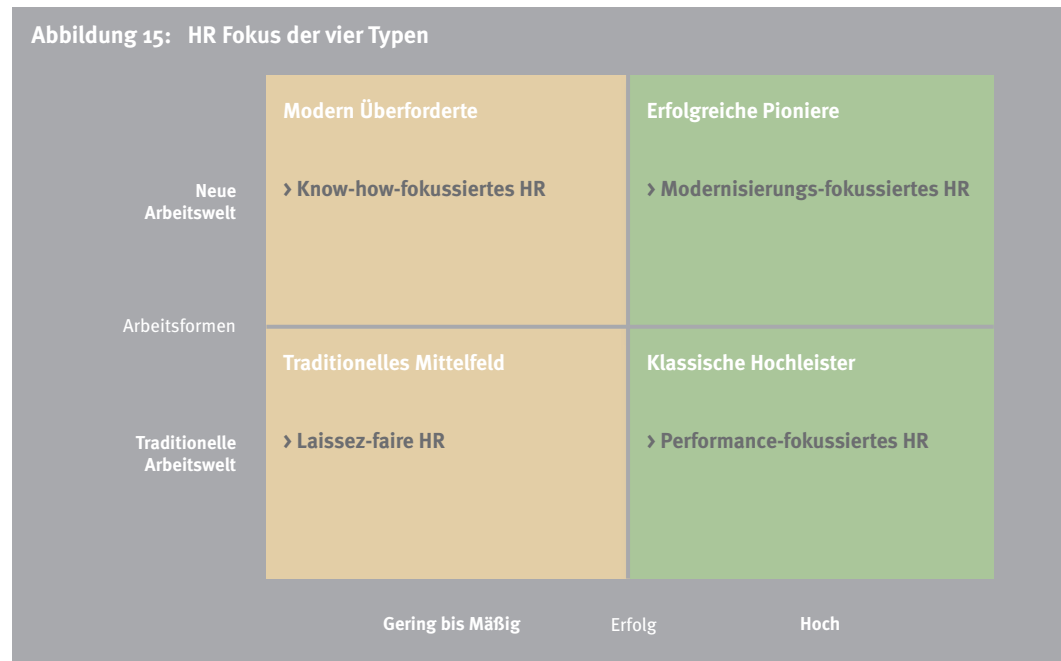 Abbildung 15: HR Fokus der vier Typen
Modern Überforderte
Erfolgreiche Pioniere
Neue
Arbeitswelt
› Know-how-fokussiertes HR
› Modernisierungs-fokussiertes HR
Arbeitsformen
Traditionelles Mittelfeld
Klassische Hochleister
Traditionelle
Arbeitswelt
› Laissez-faire HR
› Performance-fokussiertes HR
Gering bis Mäßig
Erfolg
Hoch